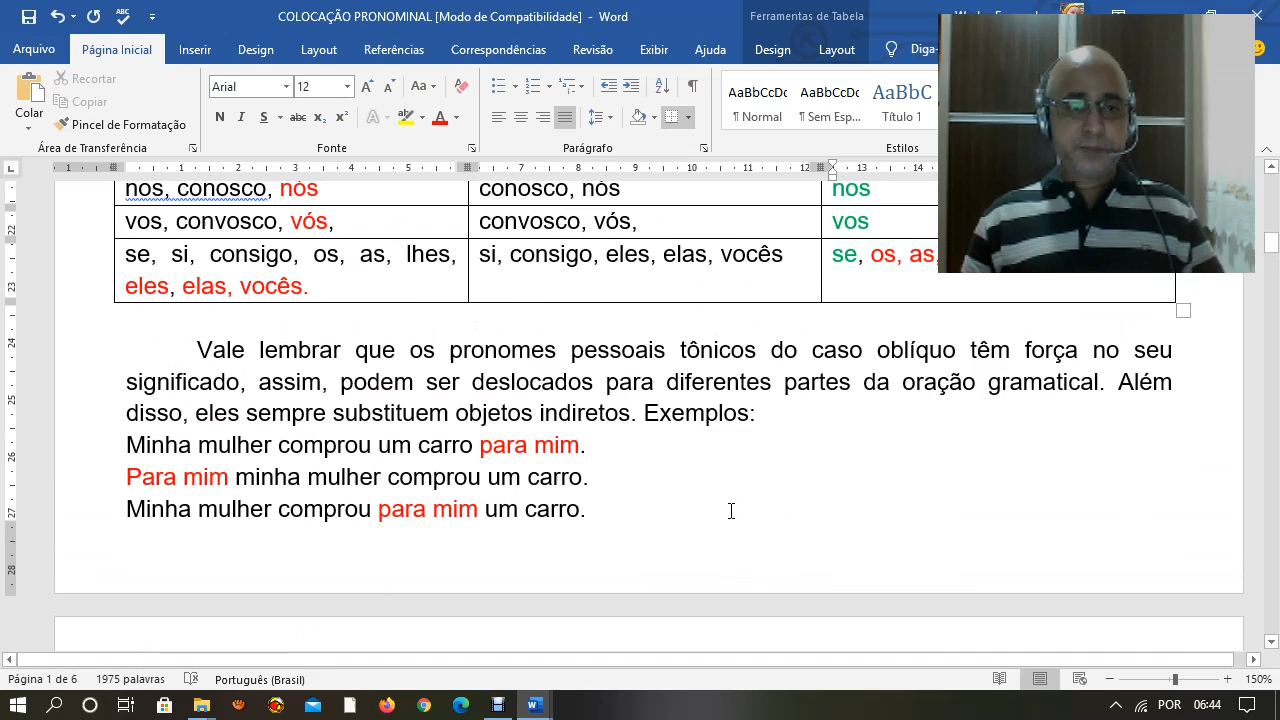 COLOCAÇÃO PRONOMINAL [Modo de Compatibilidade] - Word
Ferramentas de Tabela
Arquivo Página Inicial Inserir Design Layout Referências Correspondências Revisão Exibir Ajuda Design Layout Diga-
Colar
Recortar
Copiar
Pincel de Formatação
Área de Transferência
Arial 12
N I S abc x₂ x²
Fonte
Parágrafo
AaBbCcDc AaBbCcDc AaBbCc
¶ Normal ¶ Sem Esp... Título 1
Estilos
nos, conosco, nós
conosco, nós
nos
vos, convosco, vós,
convosco, vós,
vos
se, si, consigo, os, as, lhes,
eles, elas, vocês.
si, consigo, eles, elas, vocês
se, os, as,
Vale lembrar que os pronomes pessoais tônicos do caso oblíquo têm força no seu
significado, assim, podem ser deslocados para diferentes partes da oração gramatical. Além
disso, eles sempre substituem objetos indiretos. Exemplos:
Minha mulher comprou um carro para mim.
Para mim minha mulher comprou um carro.
Minha mulher comprou para mim um carro.
Página 1 de 6 1975 palavras Português (Brasil) 150%
POR 06:44